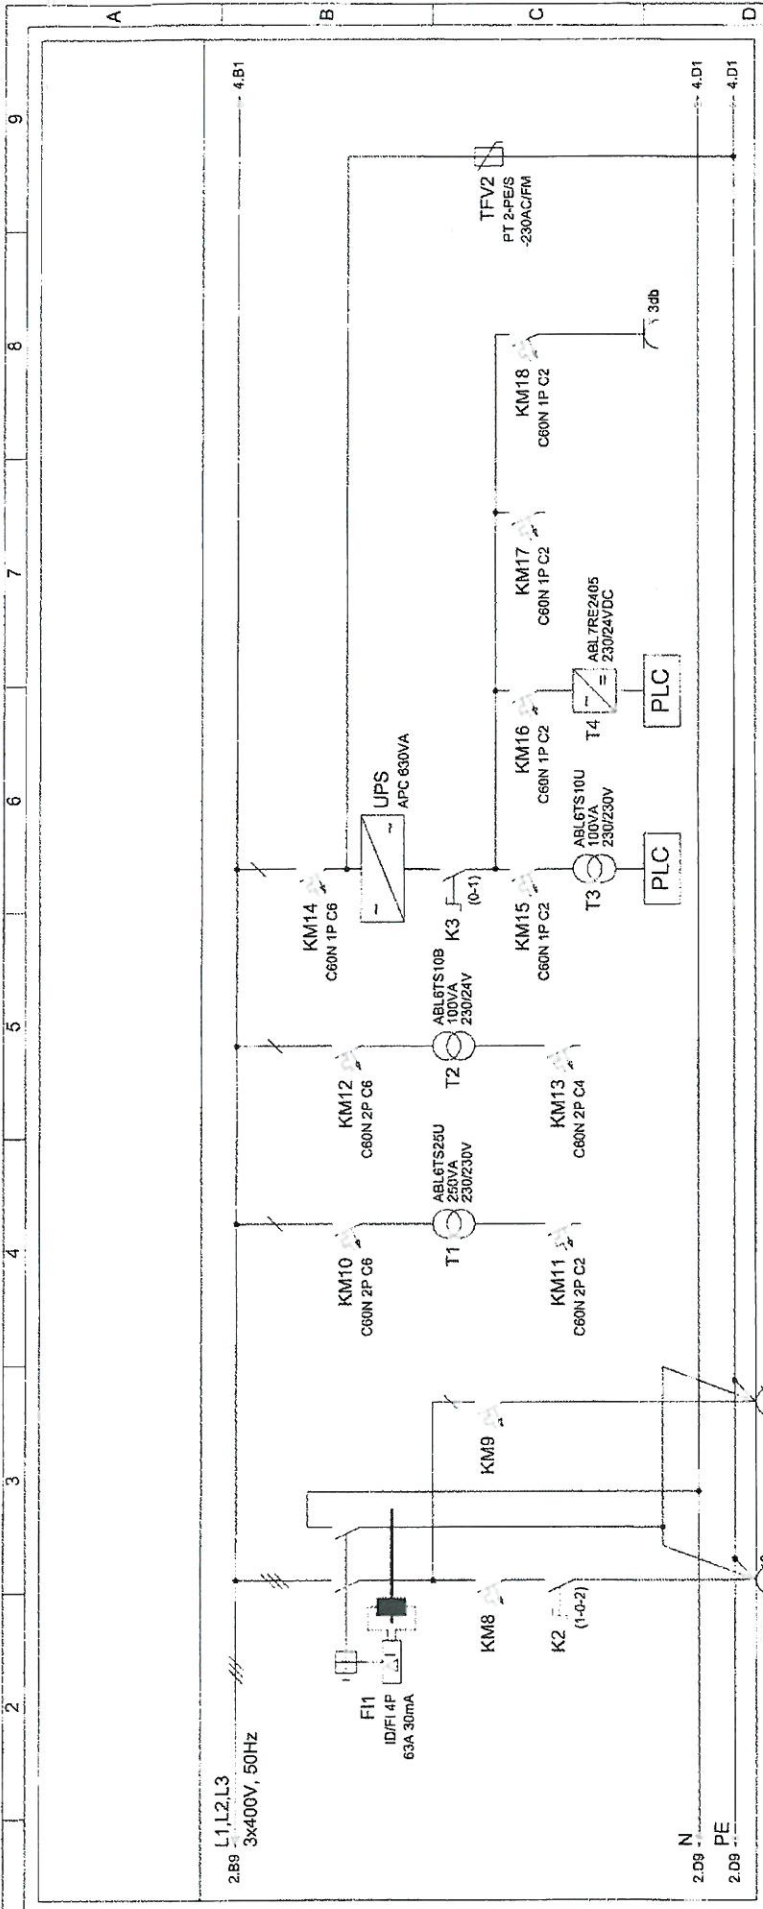 2
3
4
5
6
7
8
9
A
B
C
D
L1,L2,L3
2.B9
3x400V, 50Hz
4.B1
FI1
ID/FI 4P
63A 30mA
KM8
K2
(1-0-2)
KM9
KM10
C60N 2P C6
T1
ABL6TS25U
250VA
230/230V
KM11
C60N 2P C2
KM12
C60N 2P C6
T2
ABL6TS10B
100VA
230/24V
KM13
C60N 2P C4
KM14
C60N 1P C6
UPS
APC 630VA
K3
(0-1)
KM15
C60N 1P C2
T3
ABL6TS10U
100VA
230/230V
PLC
KM16
C60N 1P C2
T4
ABL7RE2405
230/24VDC
PLC
KM17
C60N 1P C2
KM18
C60N 1P C2
3db
TFV2
PT 2-PE/S
-230AC/FM
N
2.D9
4.D1
PE
2.D9
4.D1